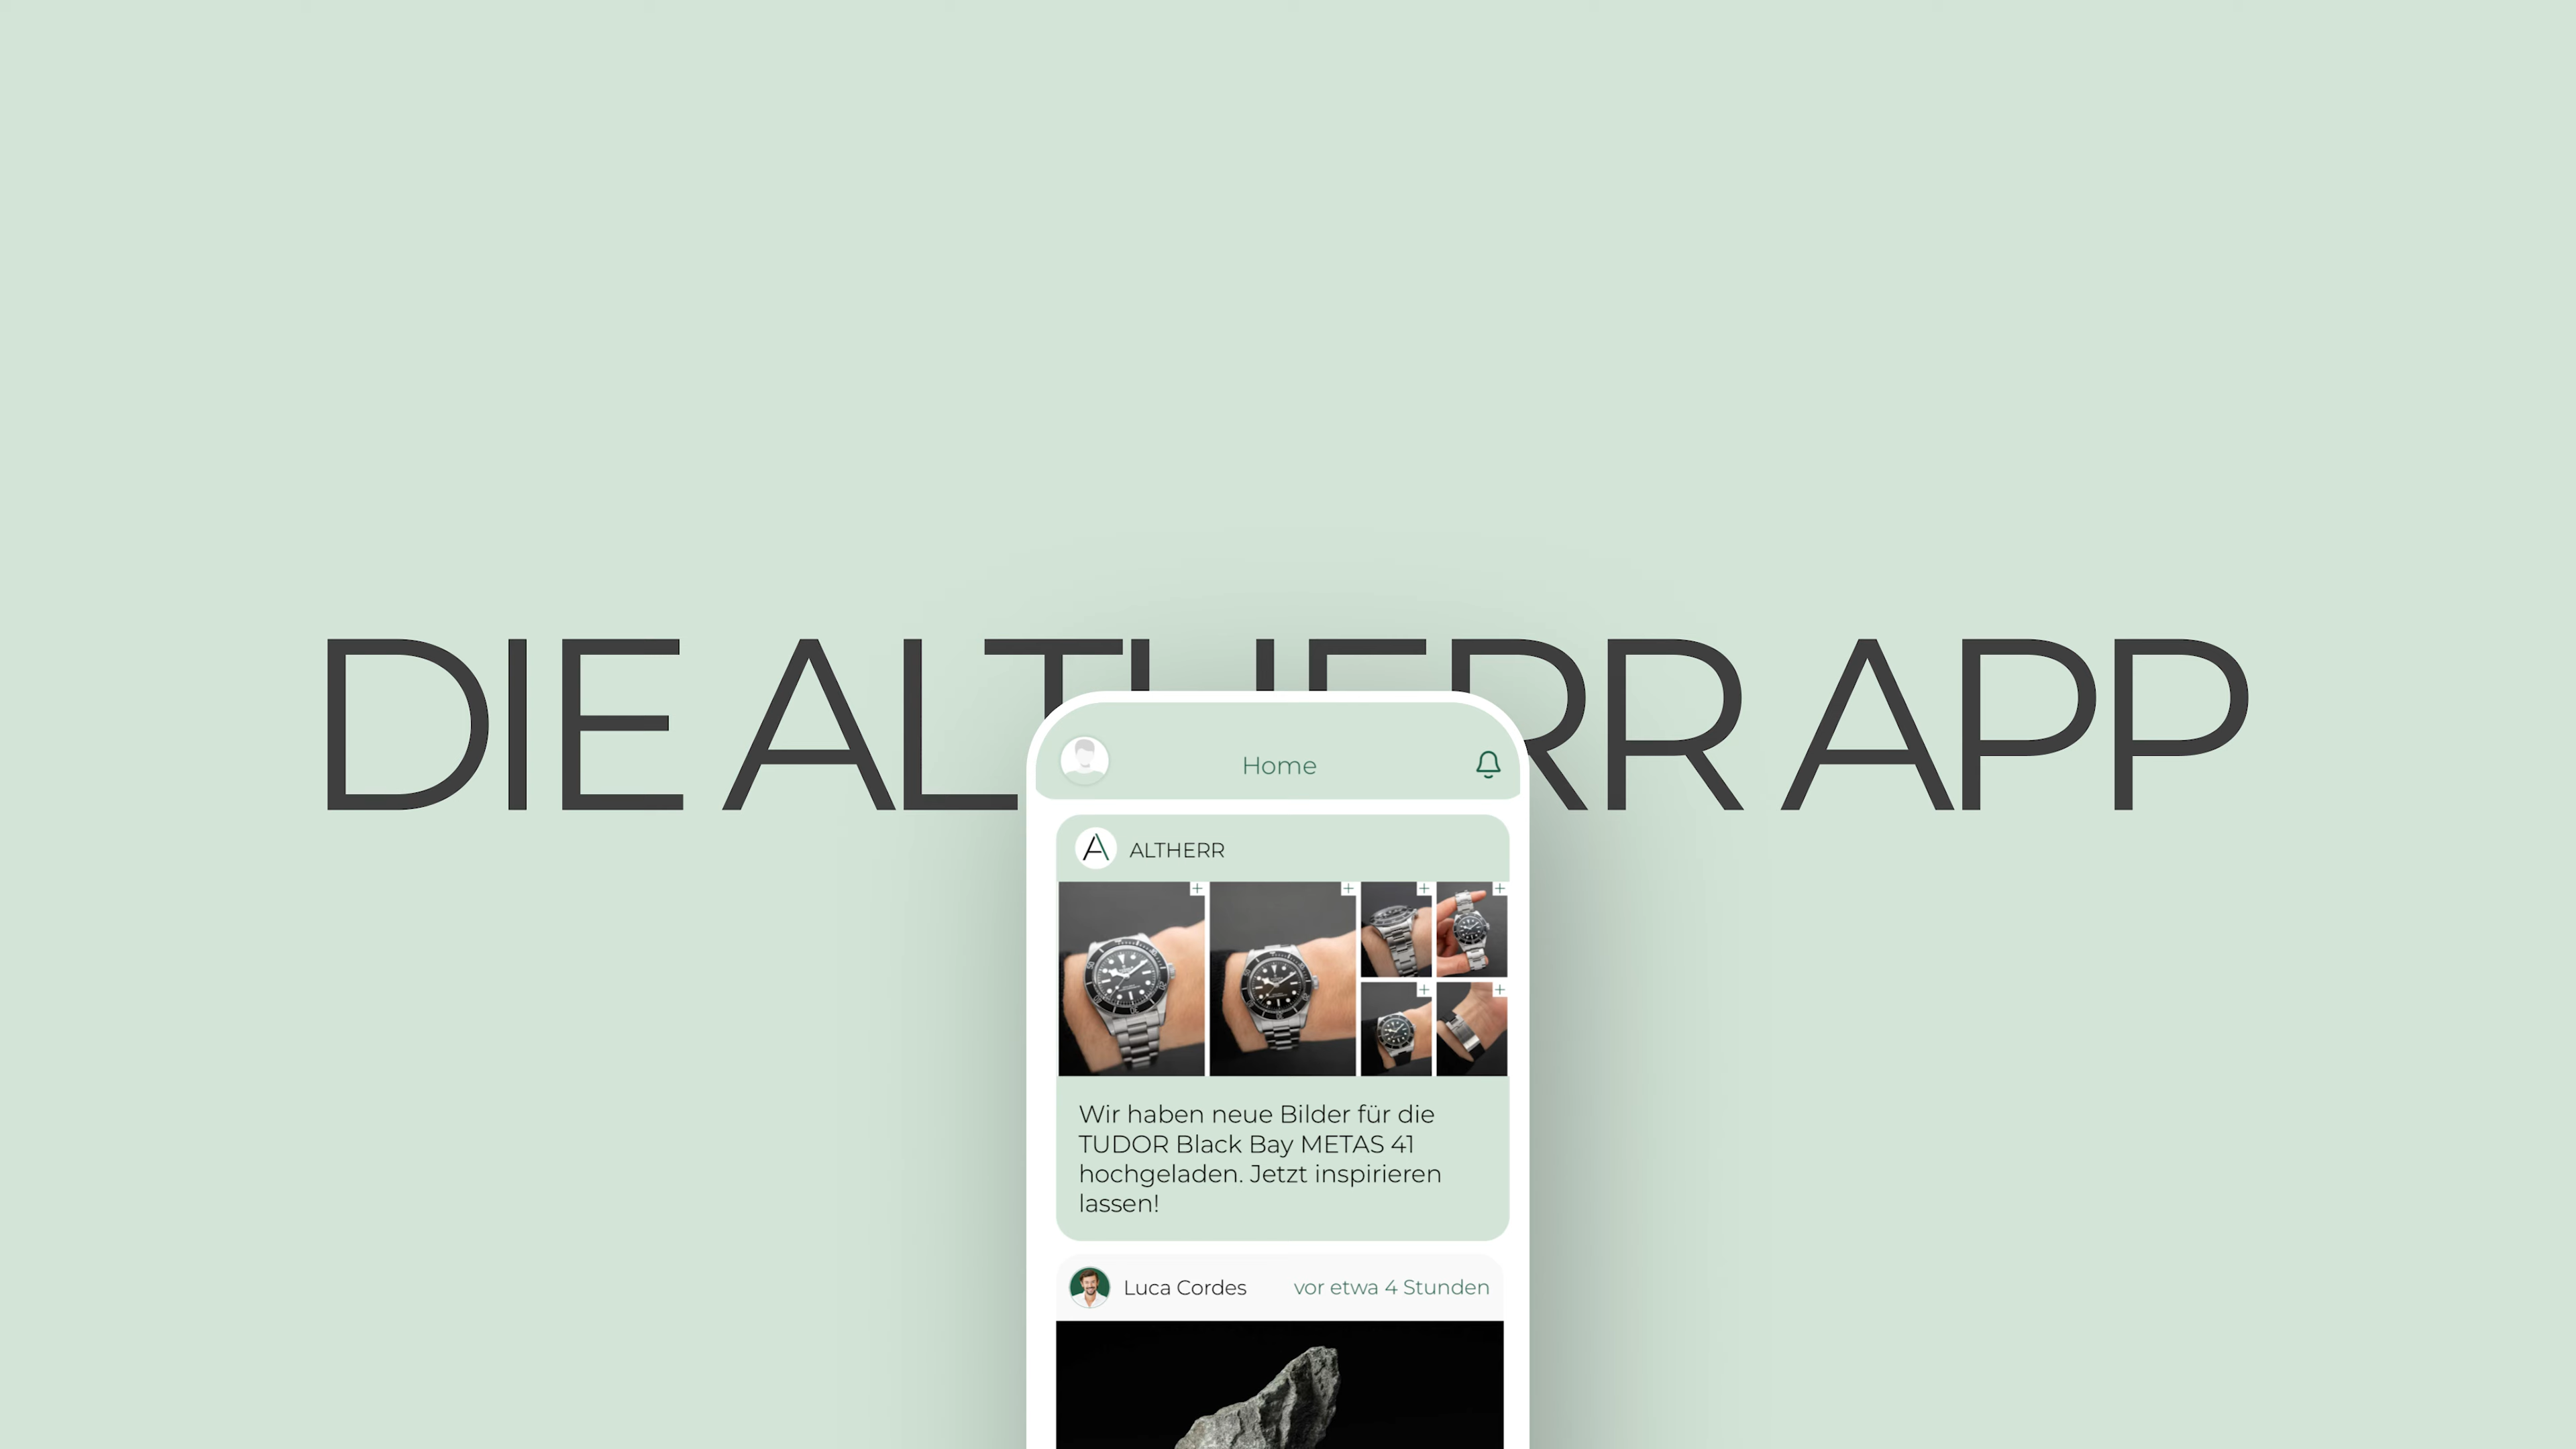 DIE ALTHERR APP
Home
ALTHERR
Wir haben neue Bilder für die
TUDOR Black Bay METAS 41
hochgeladen. Jetzt inspirieren
lassen!
Luca Cordes
vor etwa 4 Stunden